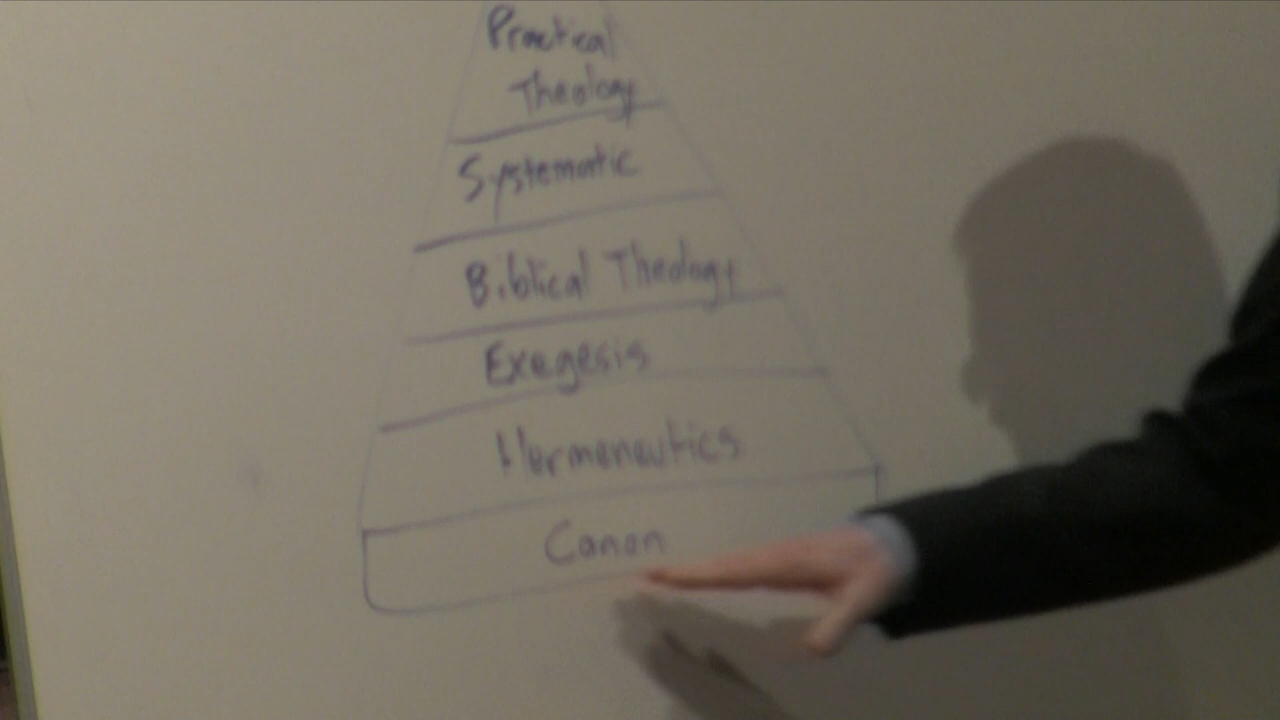 Practical
Theology
Systematic
Biblical Theology
Exegesis
Hermeneutics
Canon